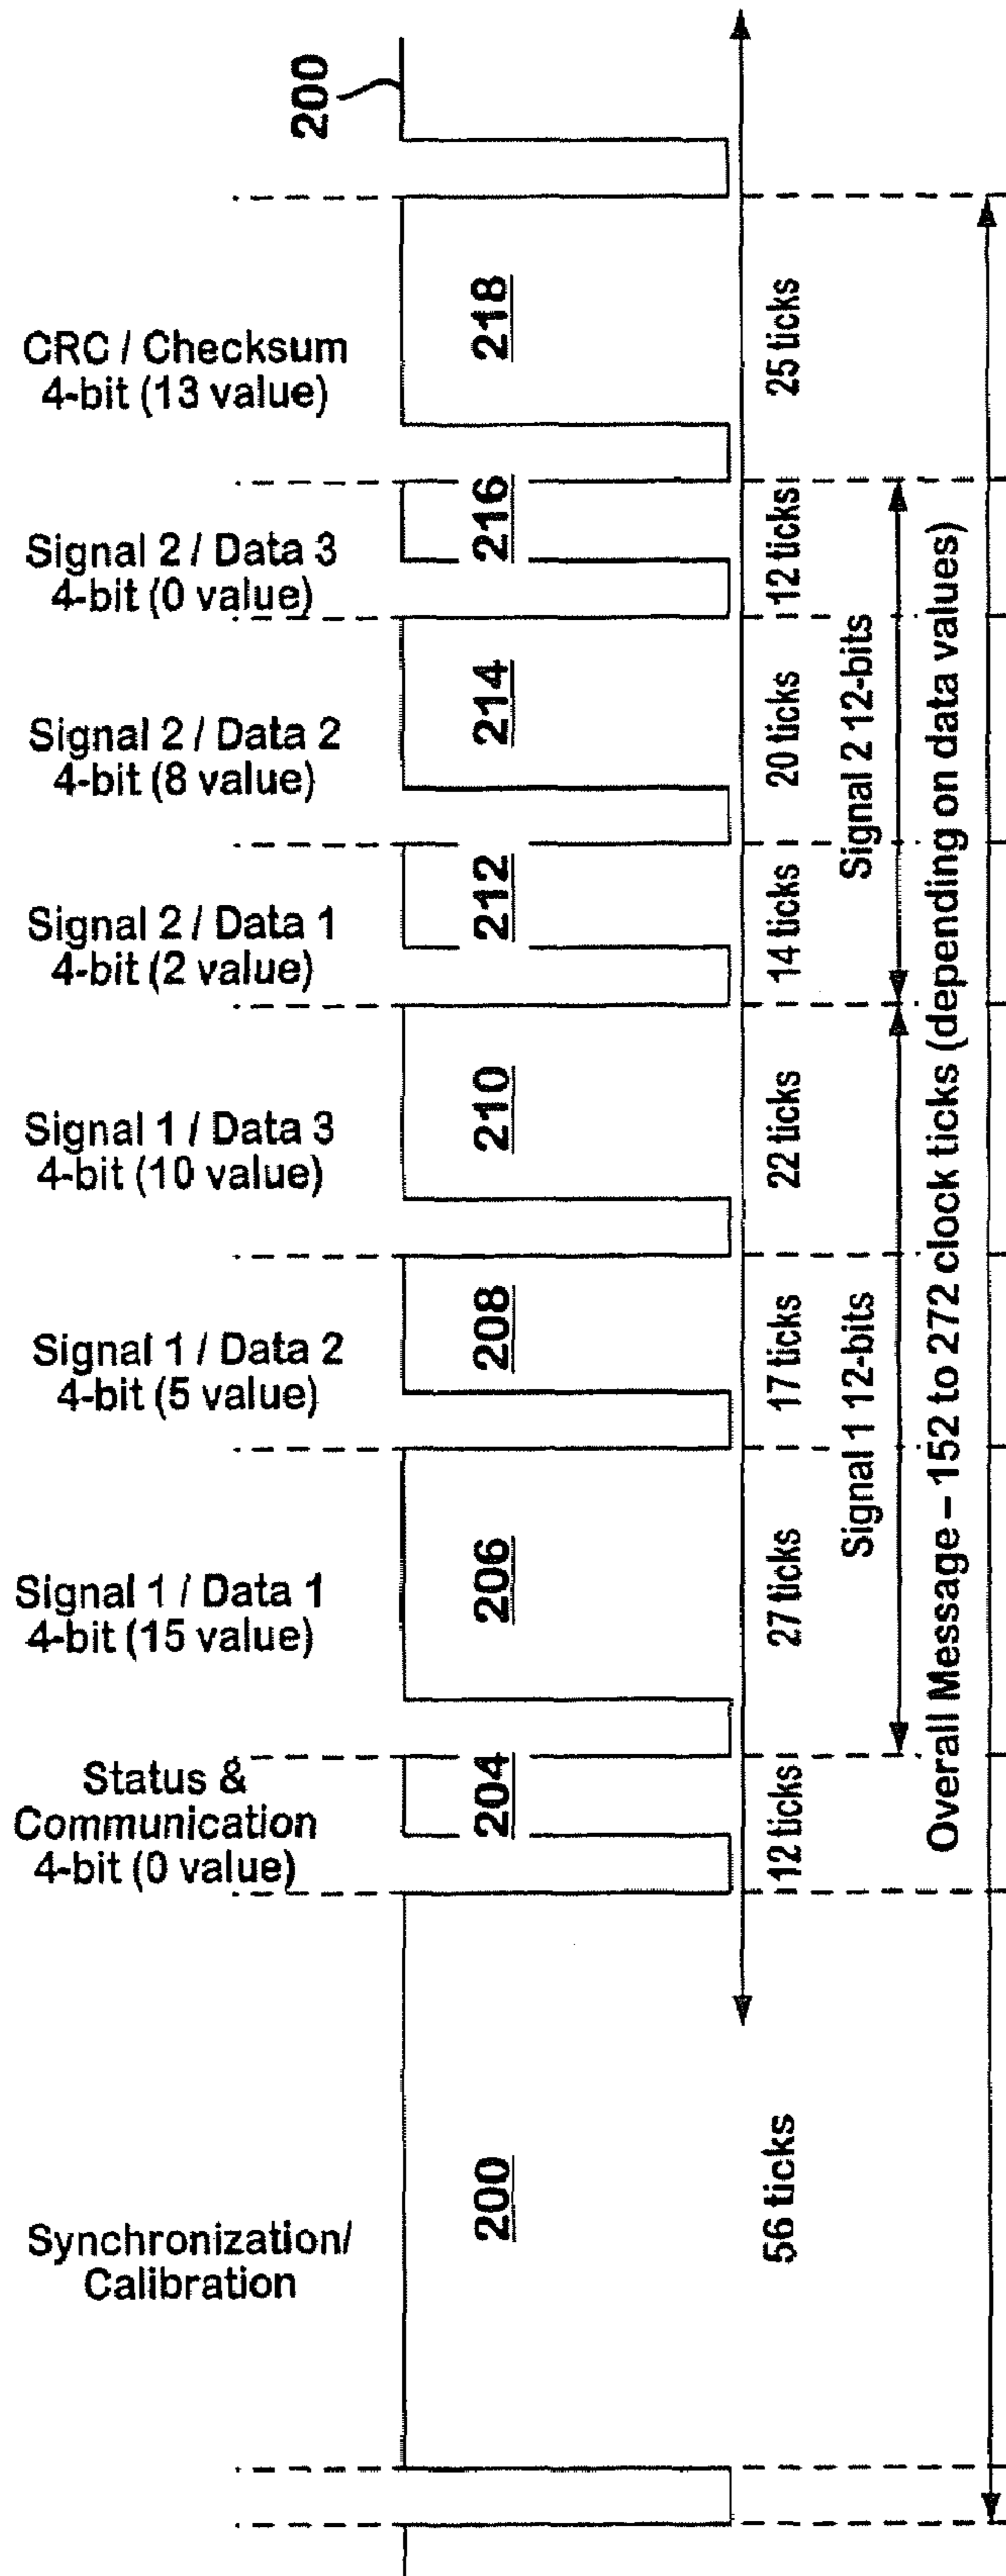 Synchronization/
Calibration
200
56 ticks
Status &
Communication
4-bit (0 value)
204
12 ticks
Signal 1 / Data 1
4-bit (15 value)
206
27 ticks
Signal 1 / Data 2
4-bit (5 value)
208
17 ticks
Signal 1 / Data 3
4-bit (10 value)
210
22 ticks
Signal 2 / Data 1
4-bit (2 value)
212
14 ticks
Signal 2 / Data 2
4-bit (8 value)
214
20 ticks
Signal 2 / Data 3
4-bit (0 value)
216
12 ticks
CRC / Checksum
4-bit (13 value)
218
25 ticks
200
Signal 1 12-bits
Signal 2 12-bits
Overall Message – 152 to 272 clock ticks (depending on data values)